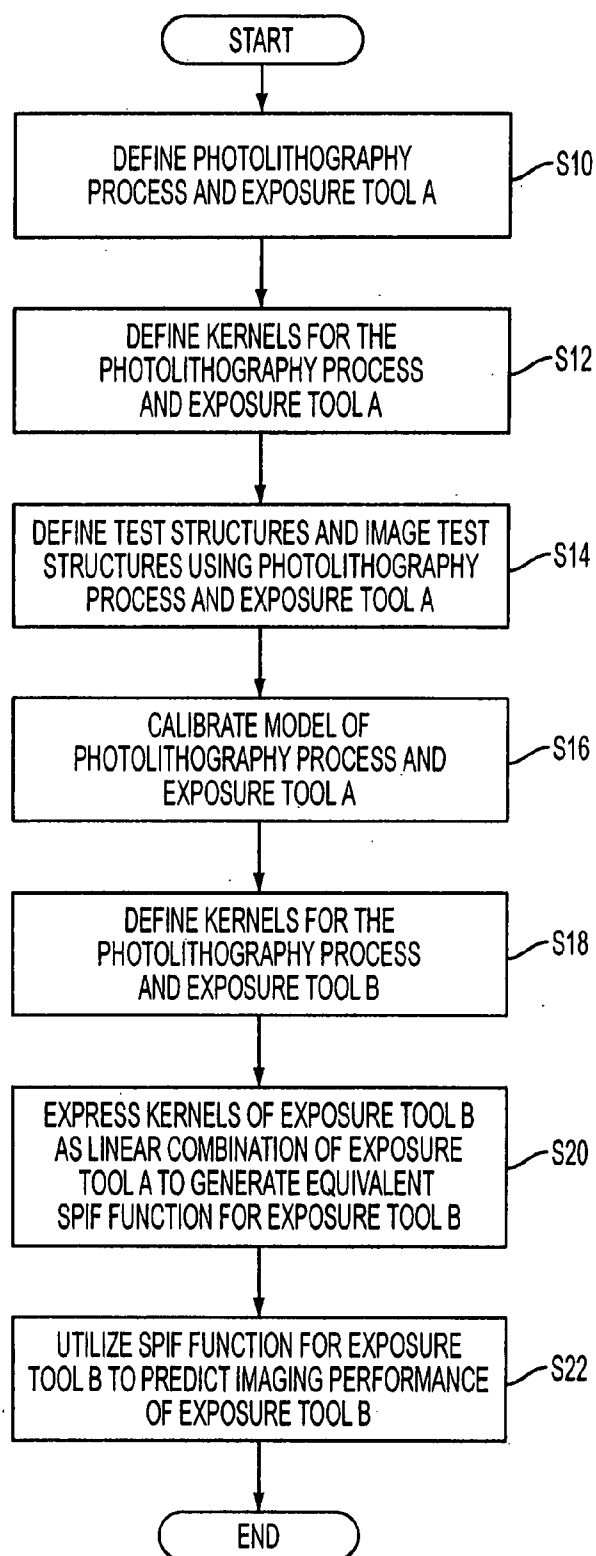 START
DEFINE PHOTOLITHOGRAPHY
PROCESS AND EXPOSURE TOOL A
S10
DEFINE KERNELS FOR THE
PHOTOLITHOGRAPHY PROCESS
AND EXPOSURE TOOL A
S12
DEFINE TEST STRUCTURES AND IMAGE TEST
STRUCTURES USING PHOTOLITHOGRAPHY
PROCESS AND EXPOSURE TOOL A
S14
CALIBRATE MODEL OF
PHOTOLITHOGRAPHY PROCESS AND
EXPOSURE TOOL A
S16
DEFINE KERNELS FOR THE
PHOTOLITHOGRAPHY PROCESS
AND EXPOSURE TOOL B
S18
EXPRESS KERNELS OF EXPOSURE TOOL B
AS LINEAR COMBINATION OF EXPOSURE
TOOL A TO GENERATE EQUIVALENT
SPIF FUNCTION FOR EXPOSURE TOOL B
S20
UTILIZE SPIF FUNCTION FOR EXPOSURE
TOOL B TO PREDICT IMAGING PERFORMANCE
OF EXPOSURE TOOL B
S22
END